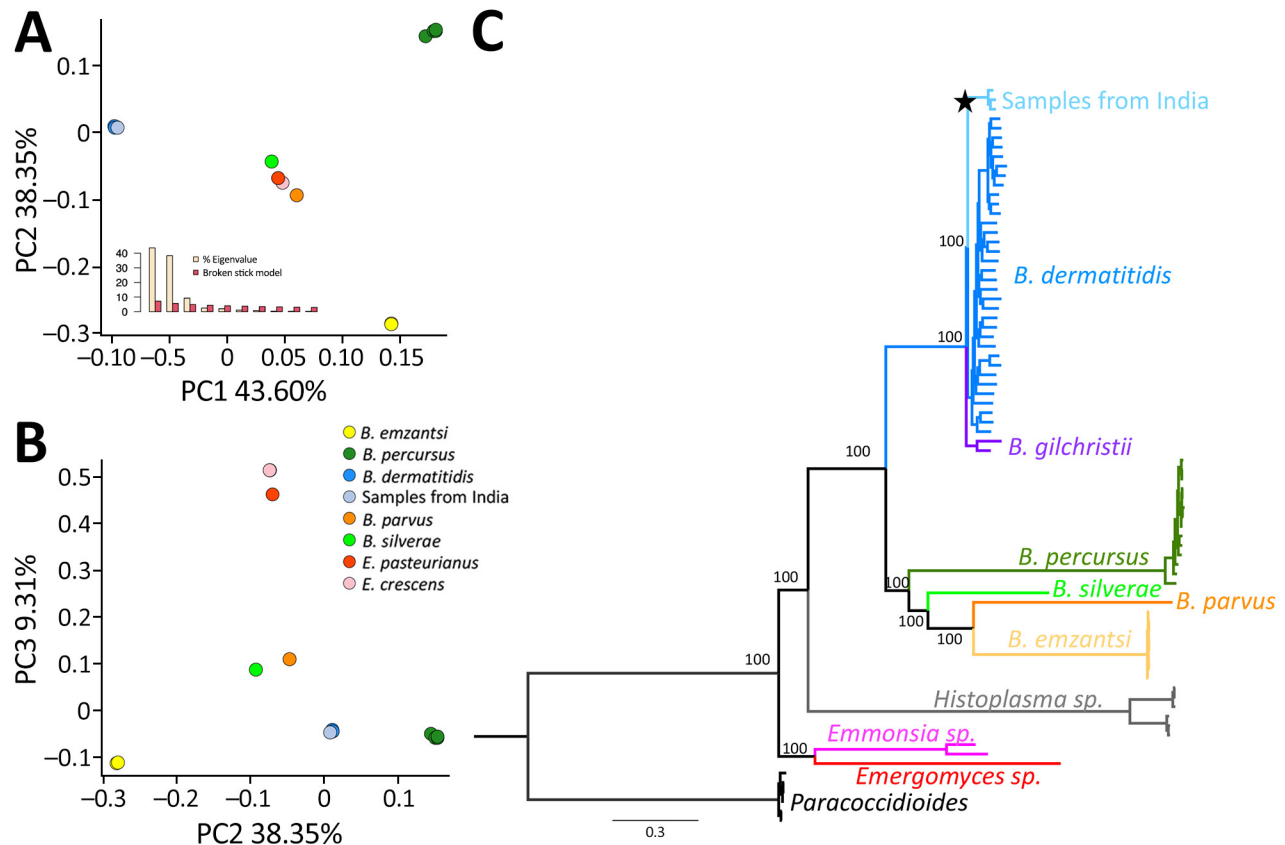 A
0.1
0
–0.1
–0.2
–0.3
PC2 38.35%
40
30
20
10
0
% Eigenvalue
Broken stick model
–0.10
–0.5
0
0.05
0.10
0.15
PC1 43.60%
B
0.5
0.4
0.3
0.2
0.1
0
–0.1
PC3 9.31%
–0.3
–0.2
–0.1
0
0.1
PC2 38.35%
B. emzantsi
B. percursus
B. dermatitidis
Samples from India
B. parvus
B. silverae
E. pasteurianus
E. crescens
C
Samples from India
100
B. dermatitidis
100
B. gilchristii
100
B. percursus
100
100
B. silverae
B. parvus
100
100
B. emzantsi
100
Histoplasma sp.
Emmonsia sp.
100
Emergomyces sp.
Paracoccidioides
0.3